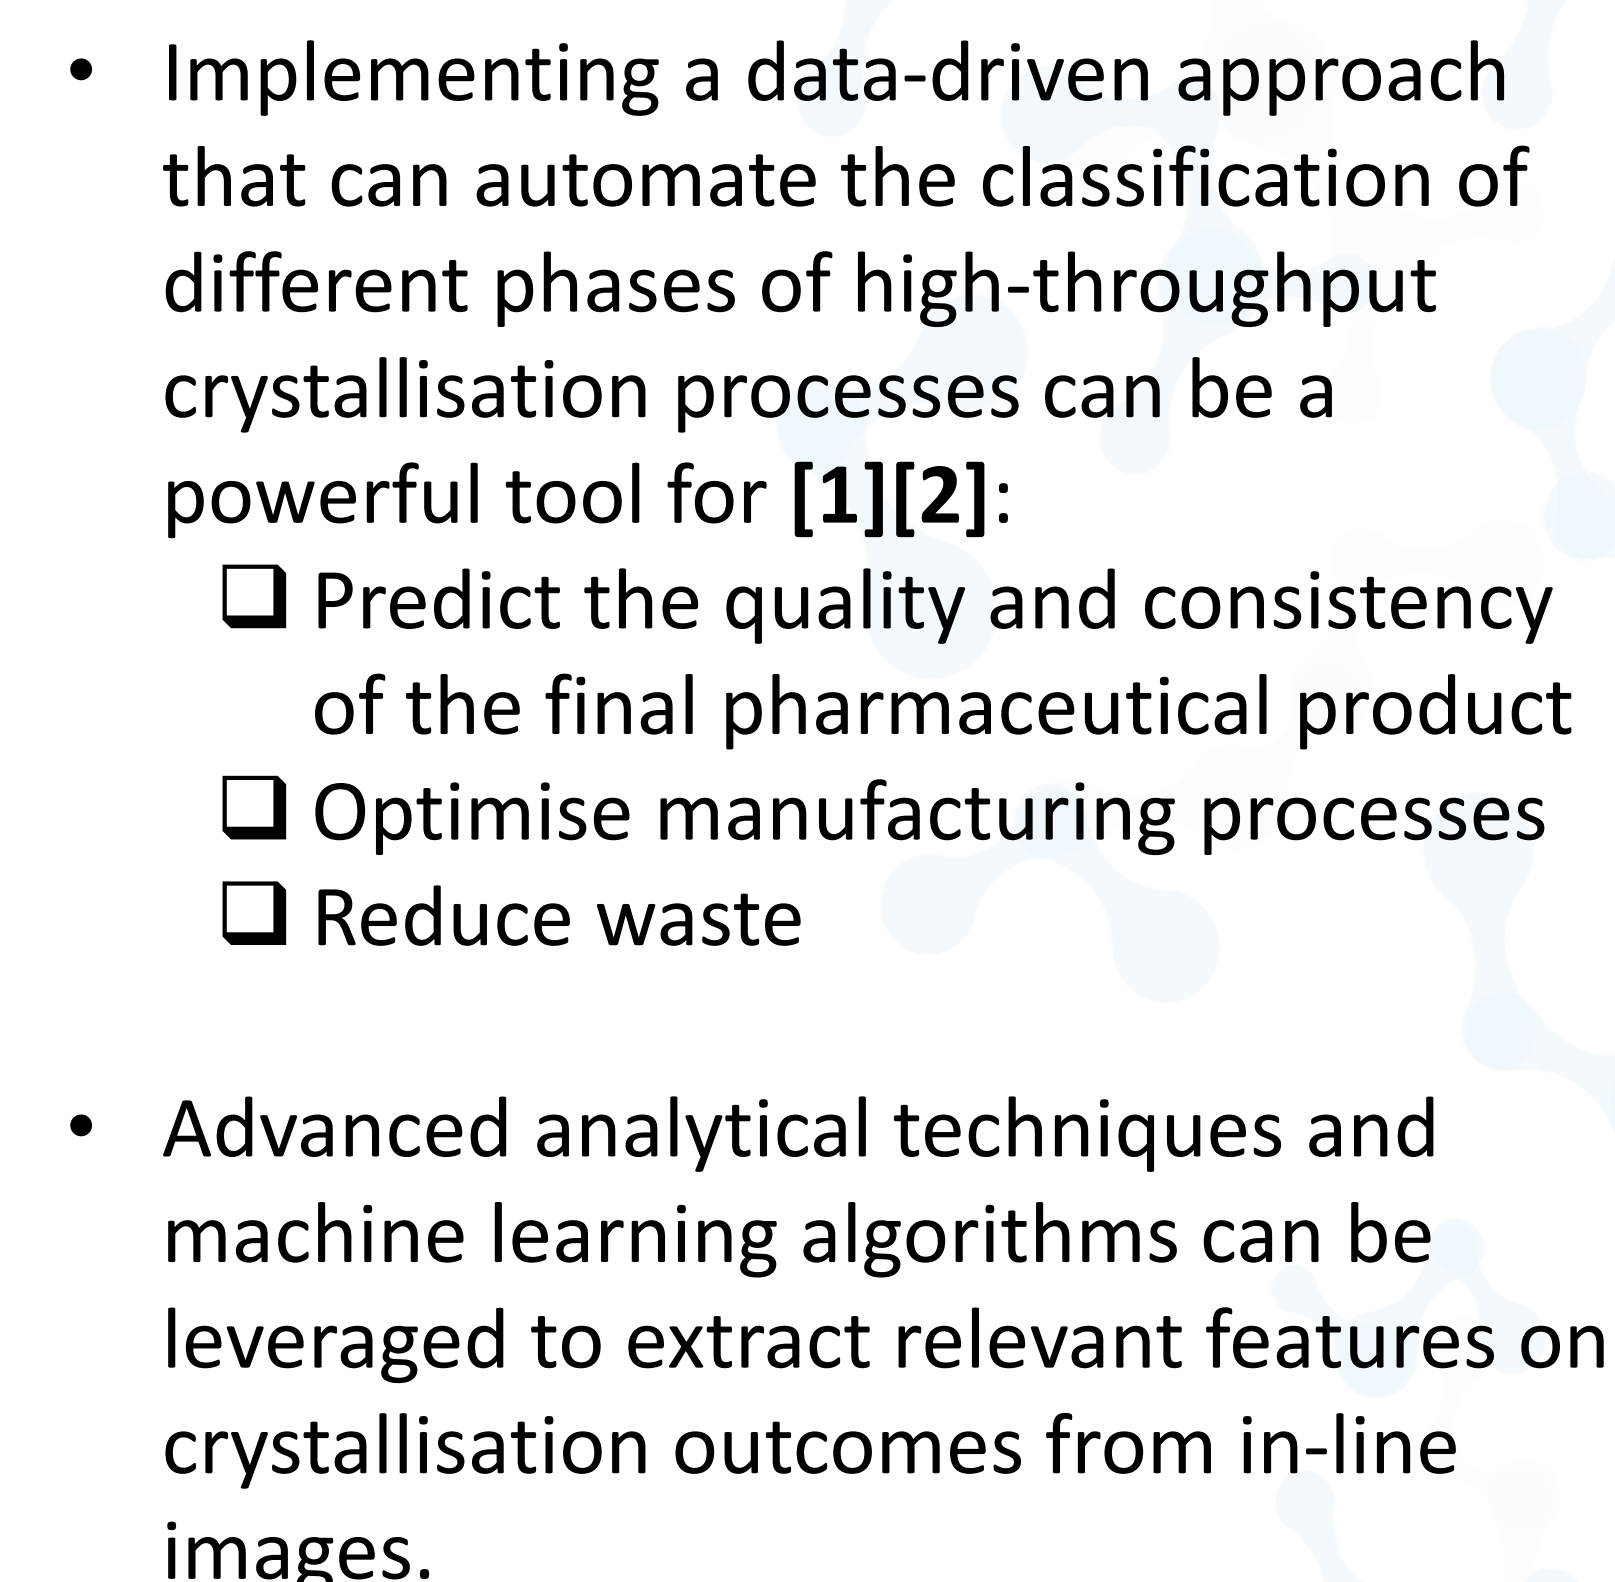 • Implementing a data-driven approach
that can automate the classification of
different phases of high-throughput
crystallisation processes can be a
powerful tool for [1][2]:
❑ Predict the quality and consistency
of the final pharmaceutical product
❑ Optimise manufacturing processes
❑ Reduce waste
• Advanced analytical techniques and
machine learning algorithms can be
leveraged to extract relevant features on
crystallisation outcomes from in-line
images.